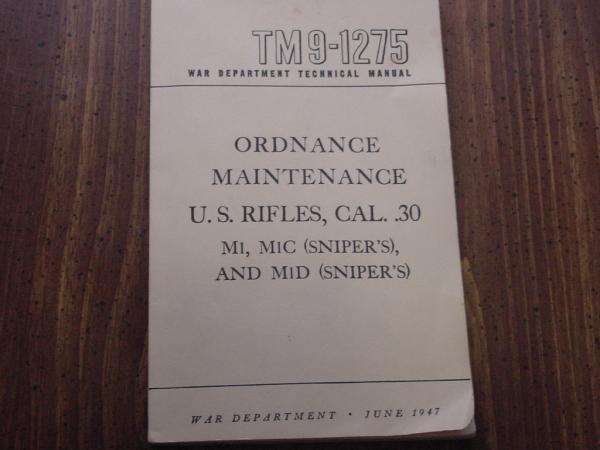 TM 9-1275
WAR DEPARTMENT TECHNICAL MANUAL
ORDNANCE
MAINTENANCE
U. S. RIFLES, CAL. .30
M1, M1C (SNIPER'S),
AND M1D (SNIPER'S)
WAR DEPARTMENT • JUNE 1947